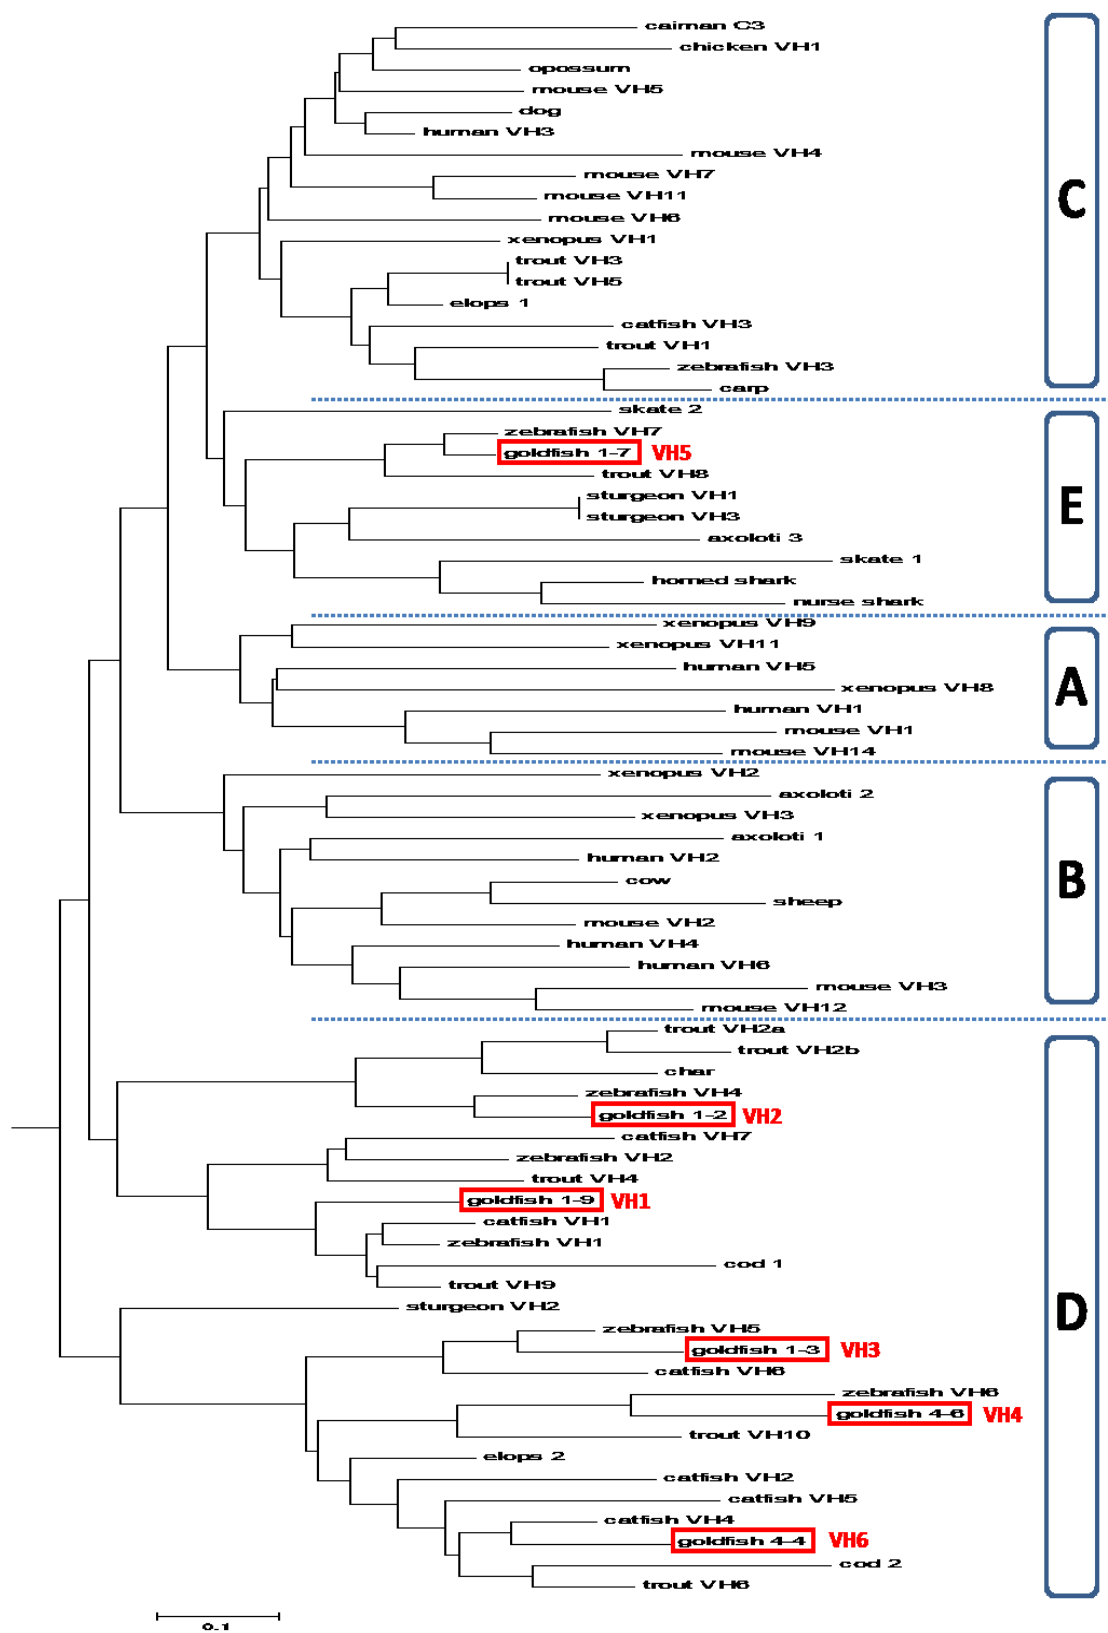 caiman C3
chicken VH1
opossum
mouse VH5
dog
human VH3
mouse VH4
mouse VH7
mouse VH11
mouse VH6
xenopus VH1
trout VH3
trout VH5
elops 1
catfish VH3
trout VH1
zebrafish VH3
carp
C
skate 2
zebrafish VH7
goldfish 1-7 VH5
trout VH8
sturgeon VH1
sturgeon VH3
axoloti 3
skate 1
horned shark
nurse shark
E
xenopus VH9
xenopus VH11
human VH5
xenopus VH8
human VH1
mouse VH1
mouse VH14
A
xenopus VH2
axoloti 2
xenopus VH3
axoloti 1
human VH2
cow
sheep
mouse VH2
human VH4
human VH6
mouse VH3
mouse VH12
B
trout VH2a
trout VH2b
char
zebrafish VH4
goldfish 1-2 VH2
catfish VH7
zebrafish VH2
trout VH4
goldfish 1-9 VH1
catfish VH1
zebrafish VH1
cod 1
trout VH9
sturgeon VH2
zebrafish VH5
goldfish 1-3 VH3
catfish VH6
zebrafish VH6
goldfish 4-6 VH4
trout VH10
elops 2
catfish VH2
catfish VH5
catfish VH4
goldfish 4-4 VH6
cod 2
trout VH6
D
0.1